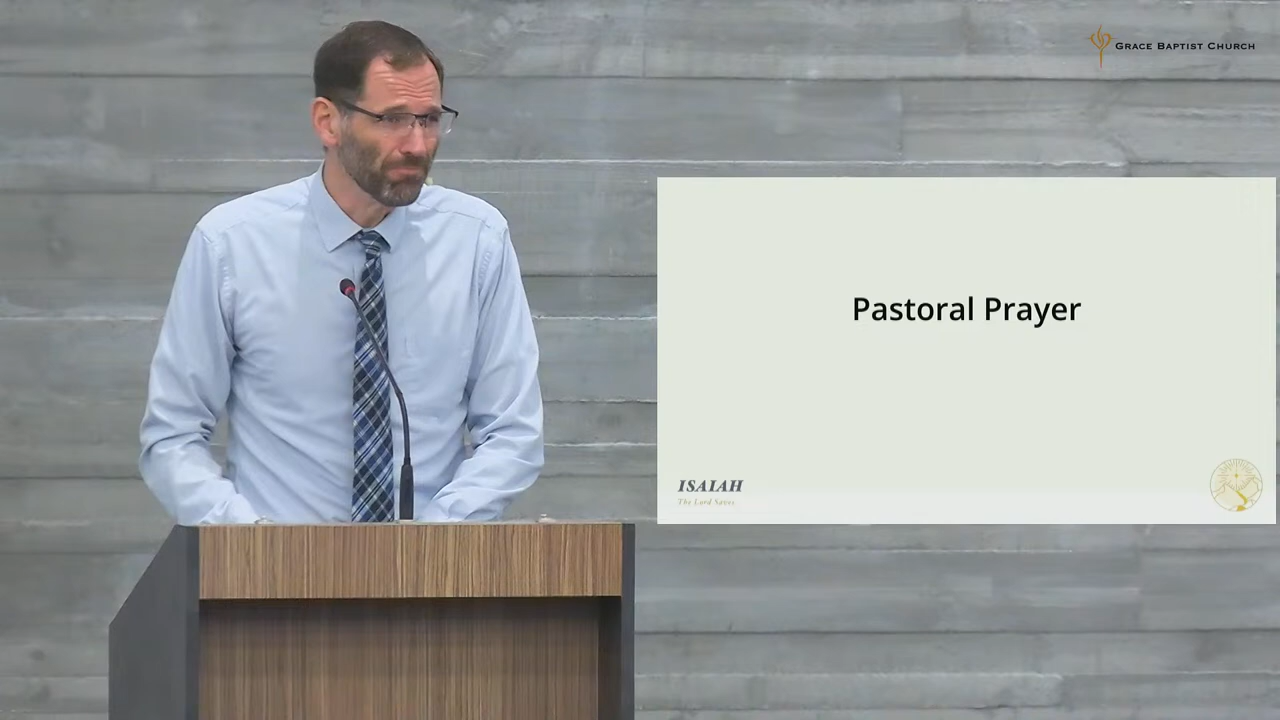 GRACE BAPTIST CHURCH
Pastoral Prayer
ISAIAH
The Lord Saves